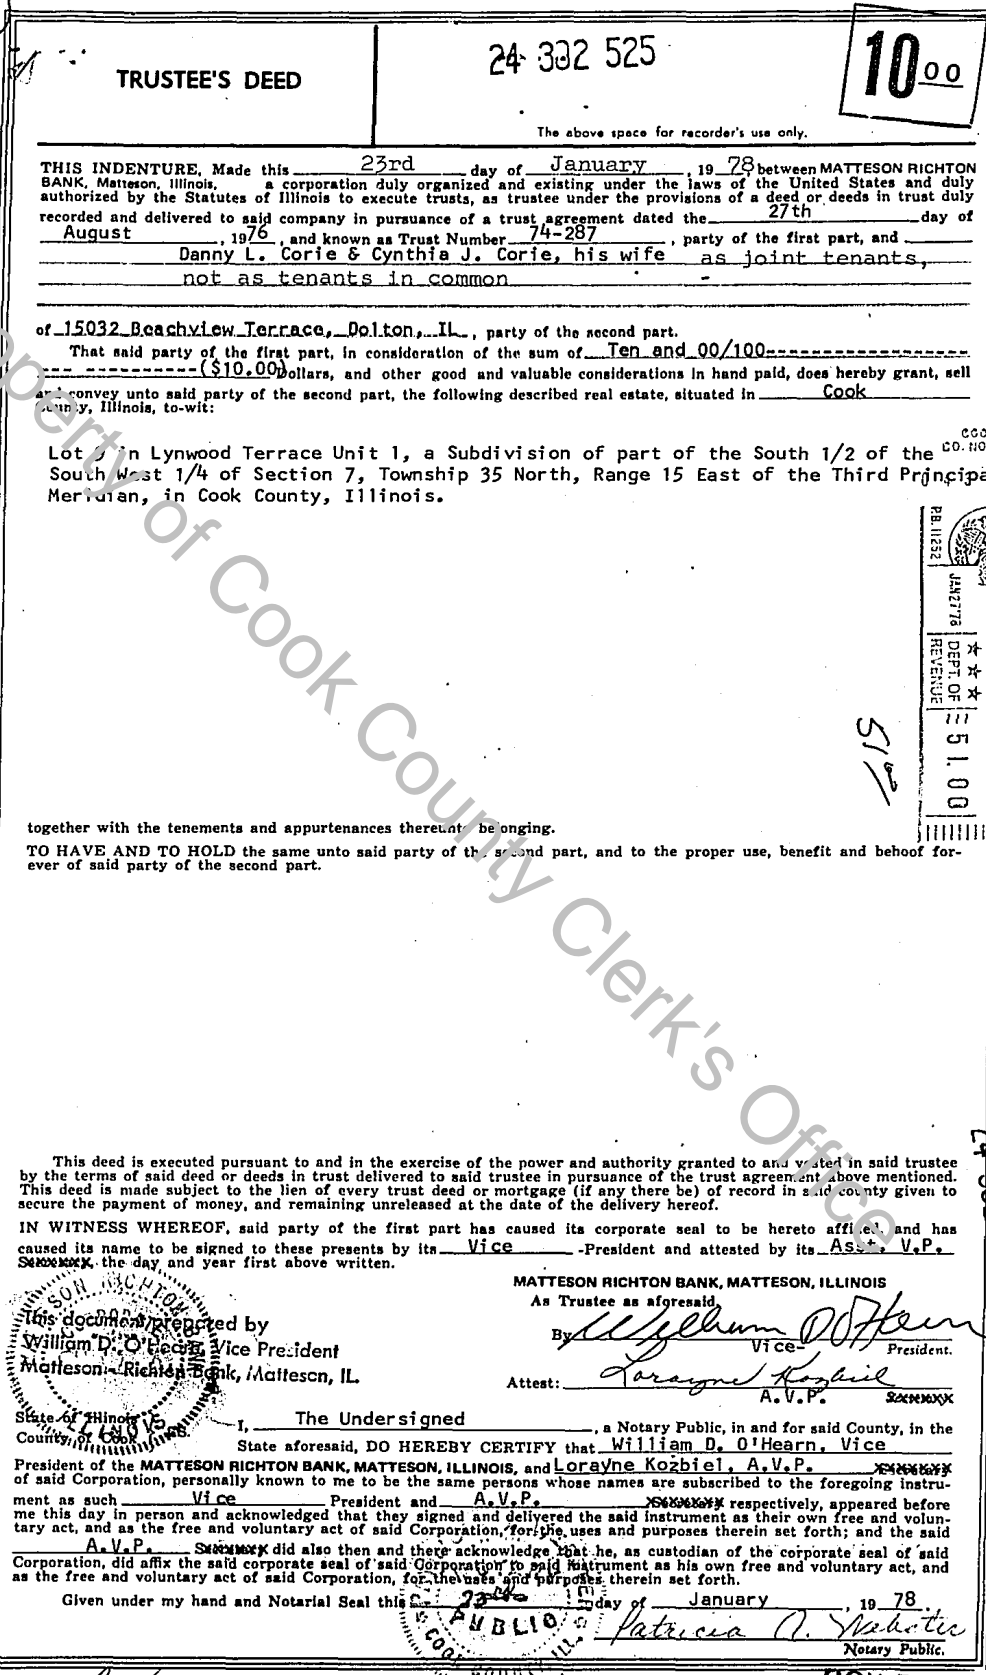 24 332 525
10 00
TRUSTEE'S DEED
The above space for recorder's use only.
THIS INDENTURE, Made this 23rd day of January, 19 78 between MATTESON RICHTON
BANK, Matteson, Illinois, a corporation duly organized and existing under the laws of the United States and duly
authorized by the Statutes of Illinois to execute trusts, as trustee under the provisions of a deed or deeds in trust duly
recorded and delivered to said company in pursuance of a trust agreement dated the 27th day of
August, 1976, and known as Trust Number 74-287, party of the first part, and
Danny L. Corie & Cynthia J. Corie, his wife as joint tenants,
not as tenants in common
of 15032 Beachview Terrace, Dolton, IL, party of the second part.
That said party of the first part, in consideration of the sum of Ten and 00/100--------------------
--- ----------($10.00) Dollars, and other good and valuable considerations in hand paid, does hereby grant, sell
and convey unto said party of the second part, the following described real estate, situated in Cook
County, Illinois, to-wit:
Lot in Lynwood Terrace Unit 1, a Subdivision of part of the South 1/2 of the
CO. NO
South West 1/4 of Section 7, Township 35 North, Range 15 East of the Third Principa
Meridian, in Cook County, Illinois.
P.B. 11252
JAN27'78
DEPT. OF
REVENUE
51.00
together with the tenements and appurtenances thereunto belonging.
TO HAVE AND TO HOLD the same unto said party of the second part, and to the proper use, benefit and behoof for-
ever of said party of the second part.
This deed is executed pursuant to and in the exercise of the power and authority granted to and vested in said trustee
by the terms of said deed or deeds in trust delivered to said trustee in pursuance of the trust agreement above mentioned.
This deed is made subject to the lien of every trust deed or mortgage (if any there be) of record in said county given to
secure the payment of money, and remaining unreleased at the date of the delivery hereof.
IN WITNESS WHEREOF, said party of the first part has caused its corporate seal to be hereto affixed, and has
caused its name to be signed to these presents by its Vice -President and attested by its Asst. V.P.
the day and year first above written.
MATTESON RICHTON BANK, MATTESON, ILLINOIS
As Trustee as aforesaid,
By William D O'Hearn
Vice- President.
Attest: Lorayne Kozbiel
A.V.P.
This document prepared by
William D. O'Hearn, Vice President
Matteson-Richton Bank, Matteson, IL.
State of Illinois
County of Cook SS.
I, The Undersigned, a Notary Public, in and for said County, in the
State aforesaid, DO HEREBY CERTIFY that William D. O'Hearn, Vice
President of the MATTESON RICHTON BANK, MATTESON, ILLINOIS, and Lorayne Kozbiel, A.V.P.
of said Corporation, personally known to me to be the same persons whose names are subscribed to the foregoing instru-
ment as such Vice President and A.V.P. respectively, appeared before
me this day in person and acknowledged that they signed and delivered the said instrument as their own free and volun-
tary act, and as the free and voluntary act of said Corporation, for the uses and purposes therein set forth; and the said
A.V.P. did also then and there acknowledge that he, as custodian of the corporate seal of said
Corporation, did affix the said corporate seal of said Corporation to said instrument as his own free and voluntary act, and
as the free and voluntary act of said Corporation, for the uses and purposes therein set forth.
Given under my hand and Notarial Seal this 23rd day of January, 19 78.
PUBLIC
Patricia A. Webster
Notary Public.
Property of Cook County Clerk's Office